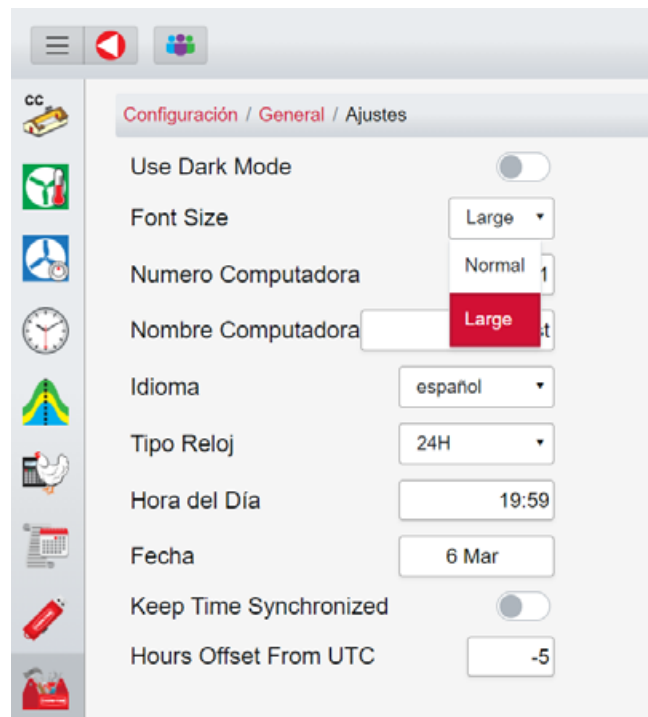 CC
Configuración / General / Ajustes
Use Dark Mode
Font Size Large
Normal
Numero Computadora 1
Large
Nombre Computadora
Idioma español
Tipo Reloj 24H
Hora del Día 19:59
Fecha 6 Mar
Keep Time Synchronized
Hours Offset From UTC -5